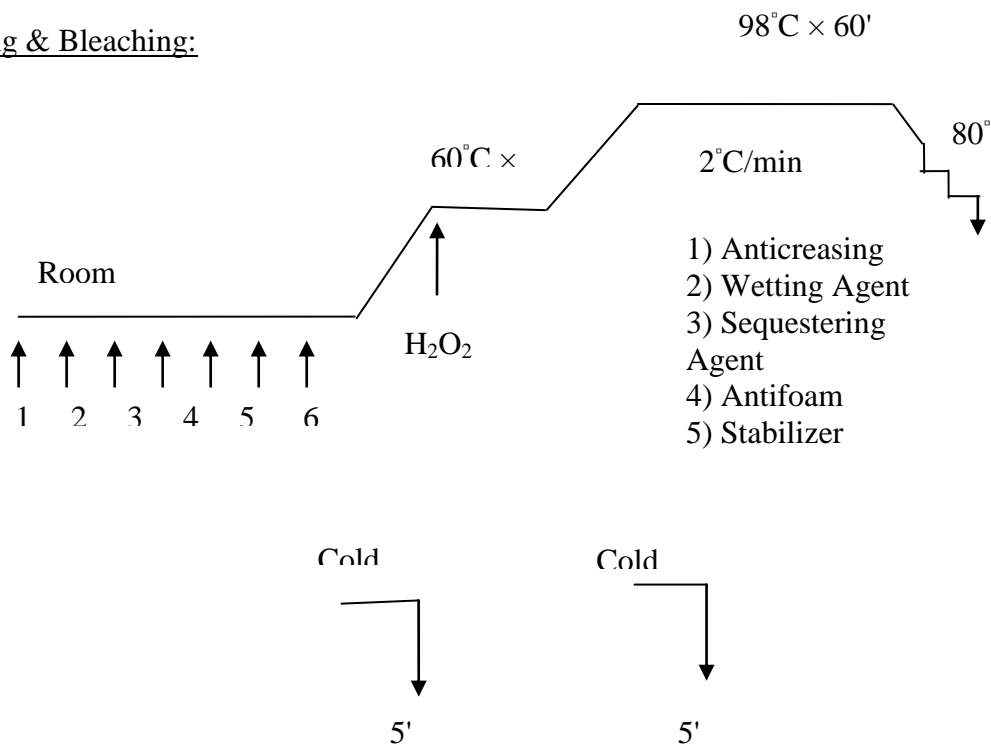 98°C × 60'
g & Bleaching:
80°
60°C ×
2°C/min
Room
1) Anticreasing
2) Wetting Agent
3) Sequestering
Agent
4) Antifoam
5) Stabilizer
H₂O₂
1 2 3 4 5 6
Cold Cold
5' 5'